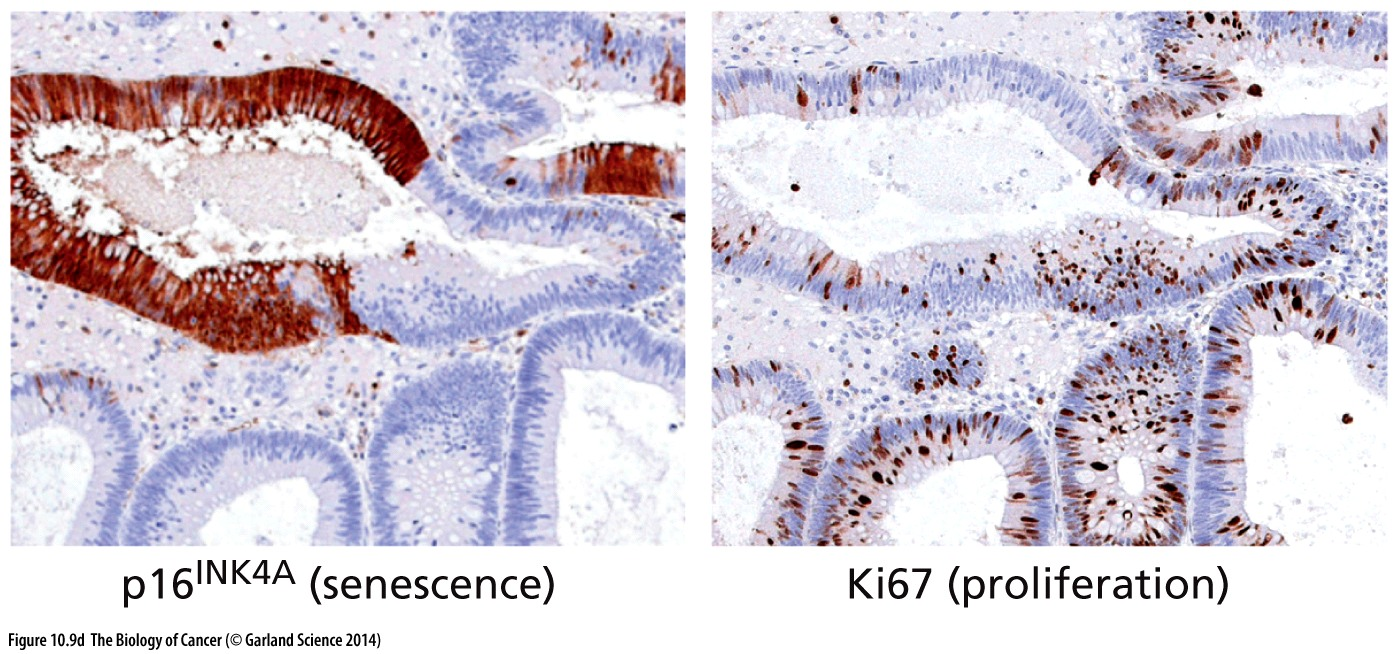 p16INK4A (senescence)
Ki67 (proliferation)
Figure 10.9d The Biology of Cancer (© Garland Science 2014)